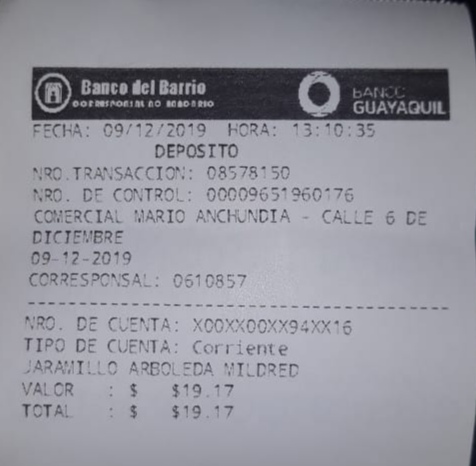 Banco del Barrio
CORRESPONSAL NO BANCARIO
BANCO
GUAYAQUIL
FECHA: 09/12/2019 HORA: 13:10:35
DEPOSITO
NRO.TRANSACCION: 08578150
NRO. DE CONTROL: 00009651960176
COMERCIAL MARIO ANCHUNDIA - CALLE 6 DE
DICIEMBRE
09-12-2019
CORRESPONSAL: 0610857
NRO. DE CUENTA: X00XX00XX94XX16
TIPO DE CUENTA: Corriente
JARAMILLO ARBOLEDA MILDRED
VALOR : $ $19.17
TOTAL : $ $19.17